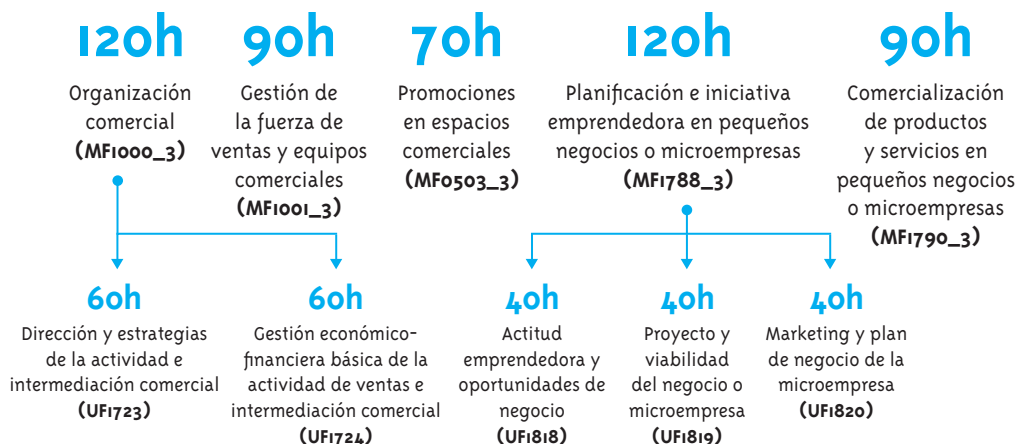 120h
Organización
comercial
(MF1000_3)
90h
Gestión de
la fuerza de
ventas y equipos
comerciales
(MF1001_3)
70h
Promociones
en espacios
comerciales
(MF0503_3)
120h
Planificación e iniciativa
emprendedora en pequeños
negocios o microempresas
(MF1788_3)
90h
Comercialización
de productos
y servicios en
pequeños negocios
o microempresas
(MF1790_3)
60h
Dirección y estrategias
de la actividad e
intermediación comercial
(UF1723)
60h
Gestión económico-
financiera básica de la
actividad de ventas e
intermediación comercial
(UF1724)
40h
Actitud
emprendedora y
oportunidades de
negocio
(UF1818)
40h
Proyecto y
viabilidad
del negocio o
microempresa
(UF1819)
40h
Marketing y plan
de negocio de la
microempresa
(UF1820)